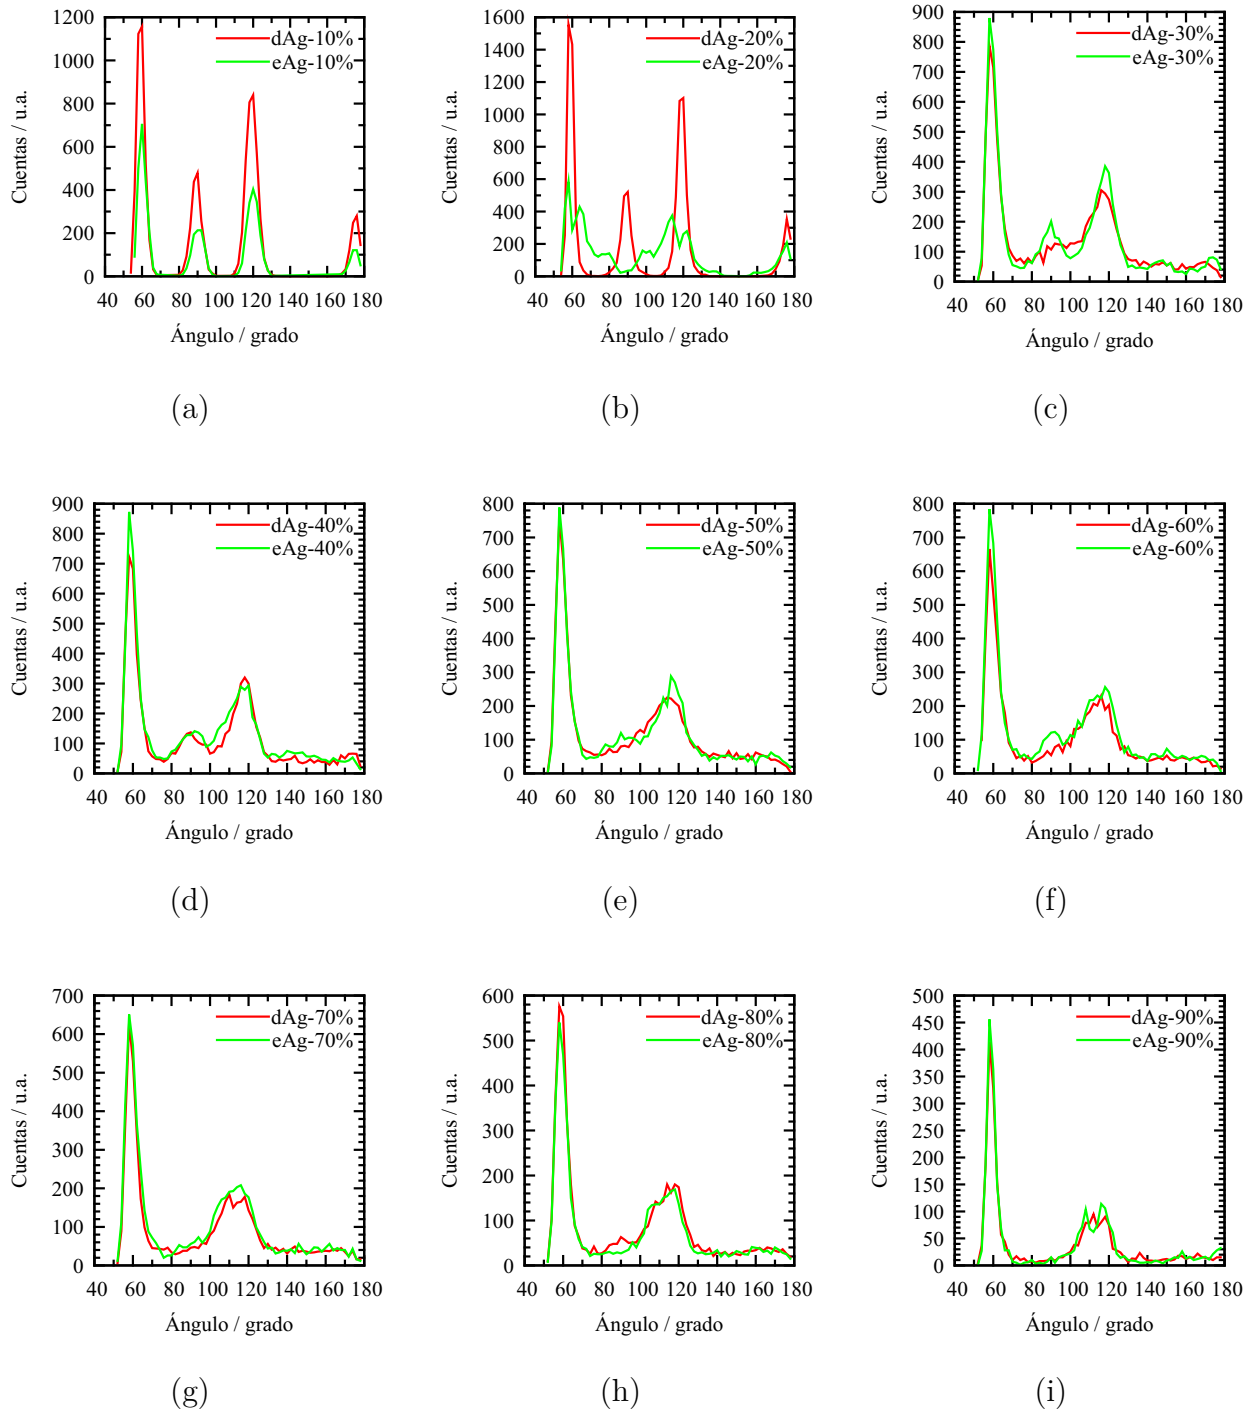 1200
1000
800
600
400
200
0
40 60 80 100 120 140 160 180
Cuentas / u.a.
Ángulo / grado
dAg-10%
eAg-10%
(a)
1600
1400
1200
1000
800
600
400
200
0
40 60 80 100 120 140 160 180
Cuentas / u.a.
Ángulo / grado
dAg-20%
eAg-20%
(b)
900
800
700
600
500
400
300
200
100
0
40 60 80 100 120 140 160 180
Cuentas / u.a.
Ángulo / grado
dAg-30%
eAg-30%
(c)
900
800
700
600
500
400
300
200
100
0
40 60 80 100 120 140 160 180
Cuentas / u.a.
Ángulo / grado
dAg-40%
eAg-40%
(d)
800
700
600
500
400
300
200
100
0
40 60 80 100 120 140 160 180
Cuentas / u.a.
Ángulo / grado
dAg-50%
eAg-50%
(e)
800
700
600
500
400
300
200
100
0
40 60 80 100 120 140 160 180
Cuentas / u.a.
Ángulo / grado
dAg-60%
eAg-60%
(f)
700
600
500
400
300
200
100
0
40 60 80 100 120 140 160 180
Cuentas / u.a.
Ángulo / grado
dAg-70%
eAg-70%
(g)
600
500
400
300
200
100
0
40 60 80 100 120 140 160 180
Cuentas / u.a.
Ángulo / grado
dAg-80%
eAg-80%
(h)
500
450
400
350
300
250
200
150
100
50
0
40 60 80 100 120 140 160 180
Cuentas / u.a.
Ángulo / grado
dAg-90%
eAg-90%
(i)